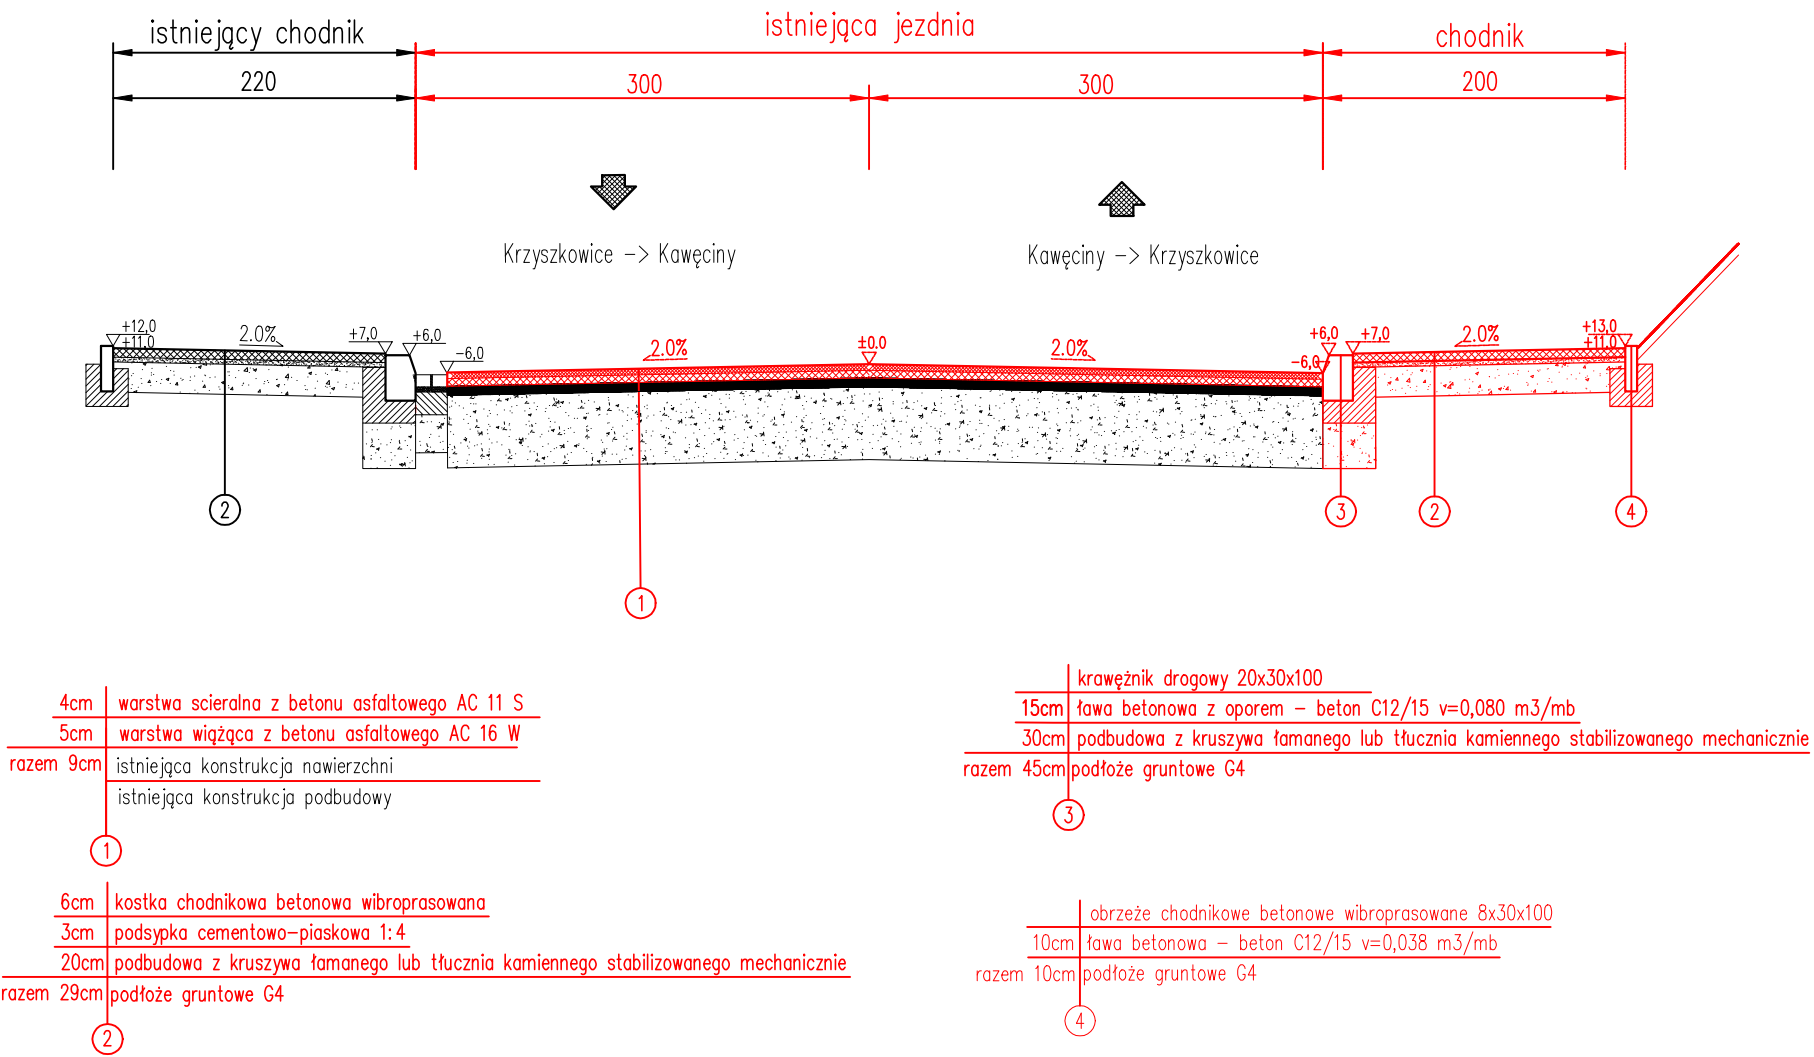 istniejący chodnik
istniejąca jezdnia
chodnik
220
300
300
200
Krzyszkowice -> Kawęciny
Kawęciny -> Krzyszkowice
+12,0
+11,0
2.0%
+7,0
+6,0
-6,0
2.0%
±0.0
2.0%
+6,0
-6,0
+7,0
2.0%
+13,0
+11,0
2
1
3
2
4
4cm warstwa scieralna z betonu asfaltowego AC 11 S
5cm warstwa wiążąca z betonu asfaltowego AC 16 W
razem 9cm istniejąca konstrukcja nawierzchni
istniejąca konstrukcja podbudowy
1
6cm kostka chodnikowa betonowa wibroprasowana
3cm podsypka cementowo-piaskowa 1:4
20cm podbudowa z kruszywa łamanego lub tłucznia kamiennego stabilizowanego mechanicznie
razem 29cm podłoże gruntowe G4
2
krawężnik drogowy 20x30x100
15cm ława betonowa z oporem – beton C12/15 v=0,080 m3/mb
30cm podbudowa z kruszywa łamanego lub tłucznia kamiennego stabilizowanego mechanicznie
razem 45cm podłoże gruntowe G4
3
obrzeże chodnikowe betonowe wibroprasowane 8x30x100
10cm ława betonowa – beton C12/15 v=0,038 m3/mb
razem 10cm podłoże gruntowe G4
4